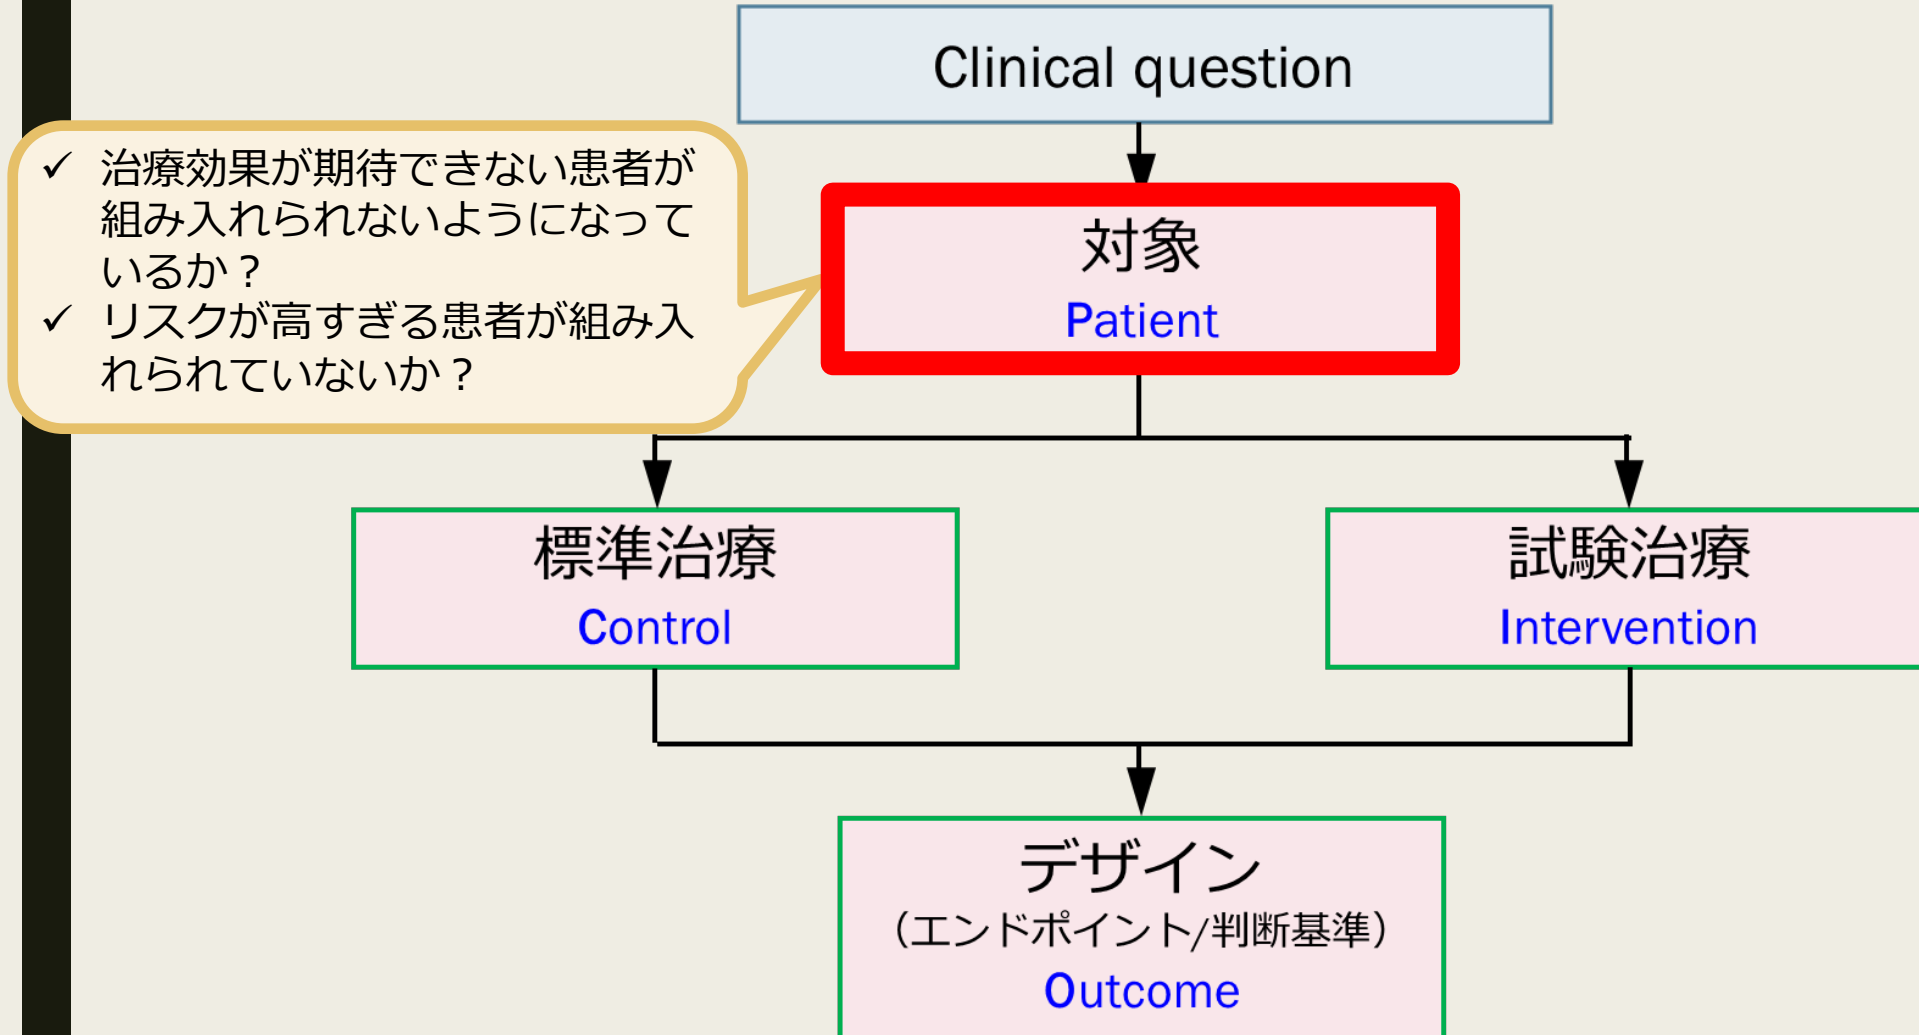 Clinical question
✓ 治療効果が期待できない患者が
組み入れられないようになって
いるか？
✓ リスクが高すぎる患者が組み入
れられていないか？
対象
Patient
標準治療
Control
試験治療
Intervention
デザイン
（エンドポイント/判断基準）
Outcome